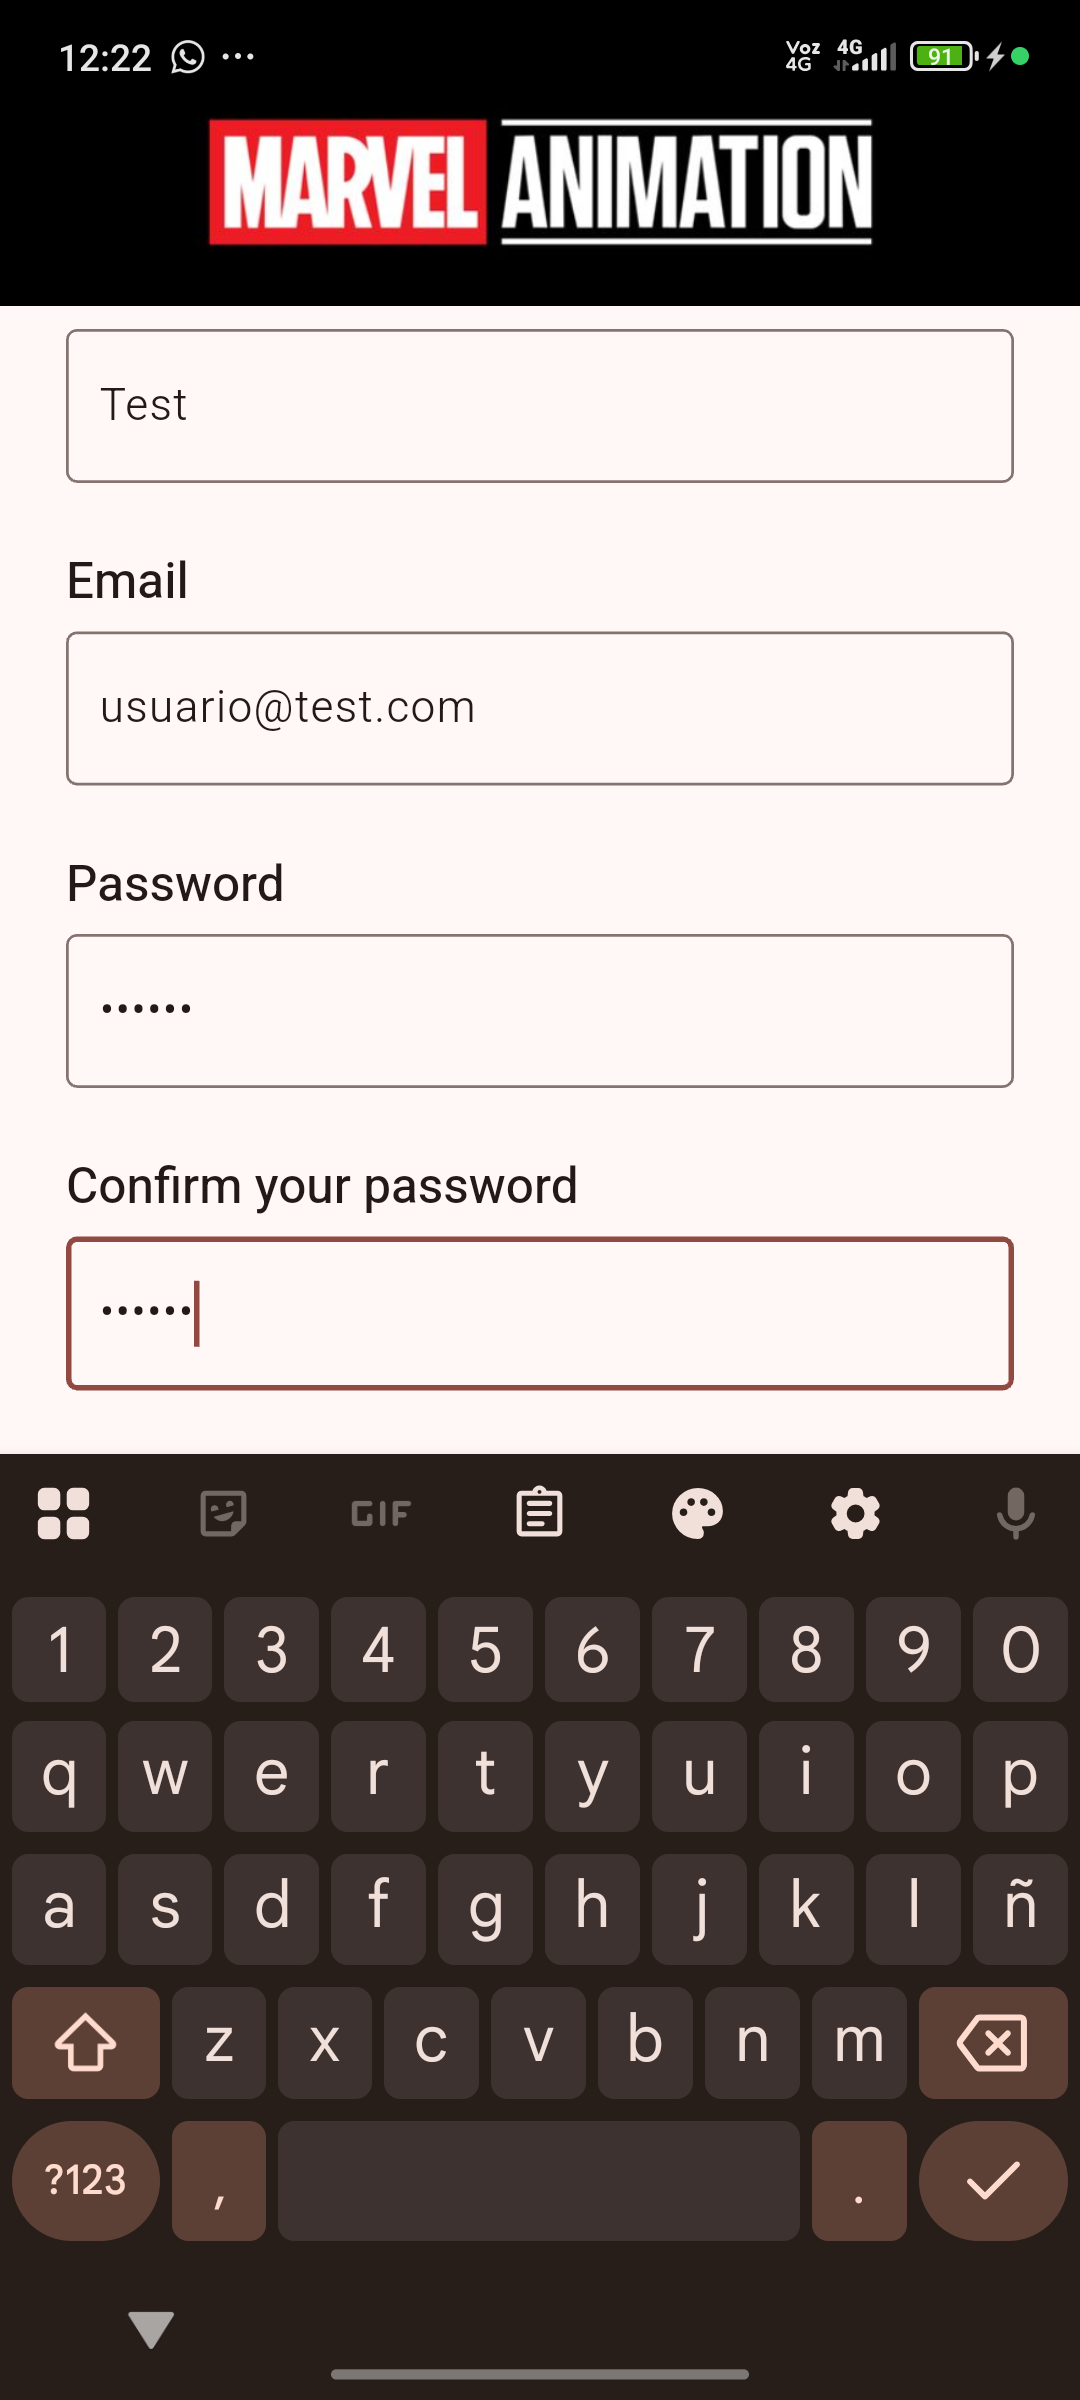 12:22 ... Voz 4G 4G 91
MARVEL ANIMATION
Test
Email
usuario@test.com
Password
••••••
Confirm your password
••••••
GIF
1 2 3 4 5 6 7 8 9 0
q w e r t y u i o p
a s d f g h j k l ñ
z x c v b n m
?123 , .